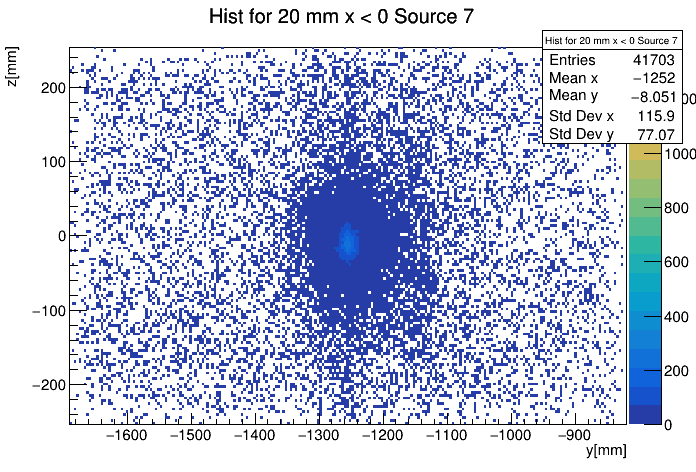 Hist for 20 mm x < 0 Source 7
z[mm]
Hist for 20 mm x < 0 Source 7
Entries 41703
Mean x −1252
Mean y −8.051
Std Dev x 115.9
Std Dev y 77.07
200
100
0
−100
−200
−1600 −1500 −1400 −1300 −1200 −1100 −1000 −900
y[mm]
00
1000
800
600
400
200
0